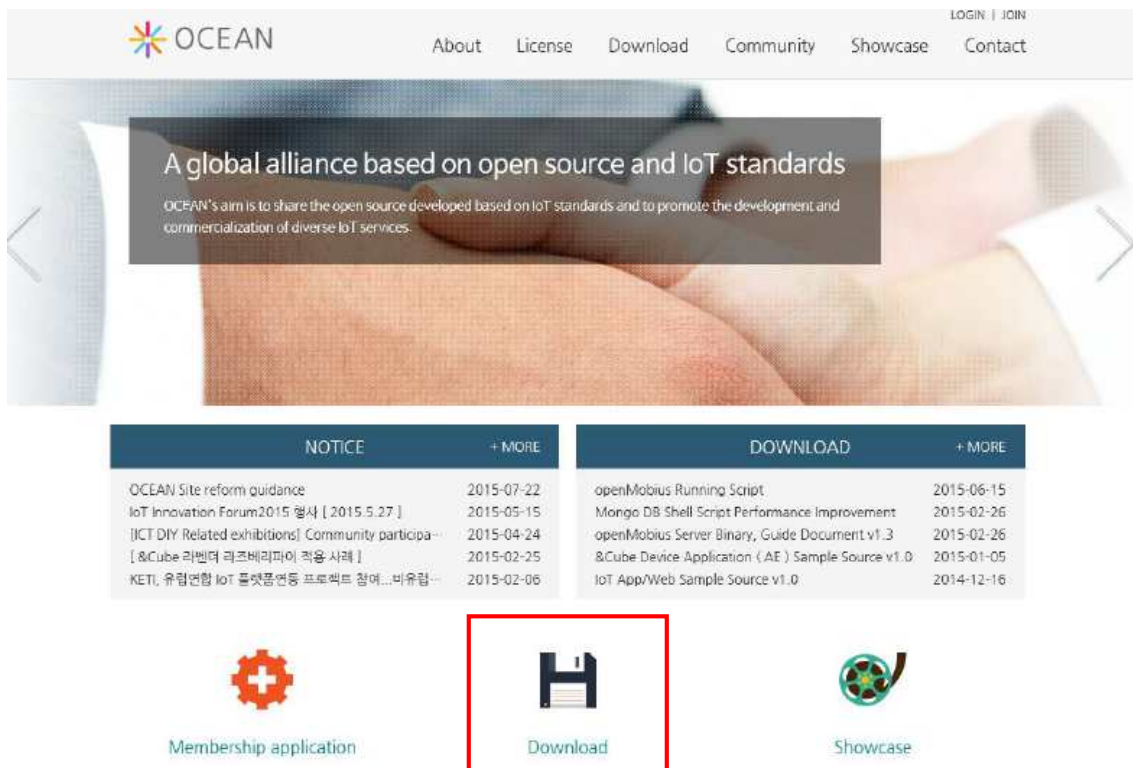 LOGIN | JOIN
OCEAN
About License Download Community Showcase Contact
A global alliance based on open source and IoT standards
OCEAN's aim is to share the open source developed based on IoT standards and to promote the development and
commercialization of diverse IoT services.
NOTICE + MORE
OCEAN Site reform guidance 2015-07-22
IoT Innovation Forum2015 행사 [ 2015.5.27 ] 2015-05-15
[ICT DIY Related exhibitions] Community participa… 2015-04-24
[ &Cube 라벤더 라즈베리파이 적용 사례 ] 2015-02-25
KETI, 유럽연합 IoT 플랫폼연동 프로젝트 참여...비유럽… 2015-02-06
DOWNLOAD + MORE
openMobius Running Script 2015-06-15
Mongo DB Shell Script Performance Improvement 2015-02-26
openMobius Server Binary, Guide Document v1.3 2015-02-26
&Cube Device Application ( AE ) Sample Source v1.0 2015-01-05
IoT App/Web Sample Source v1.0 2014-12-16
Membership application
Download
Showcase